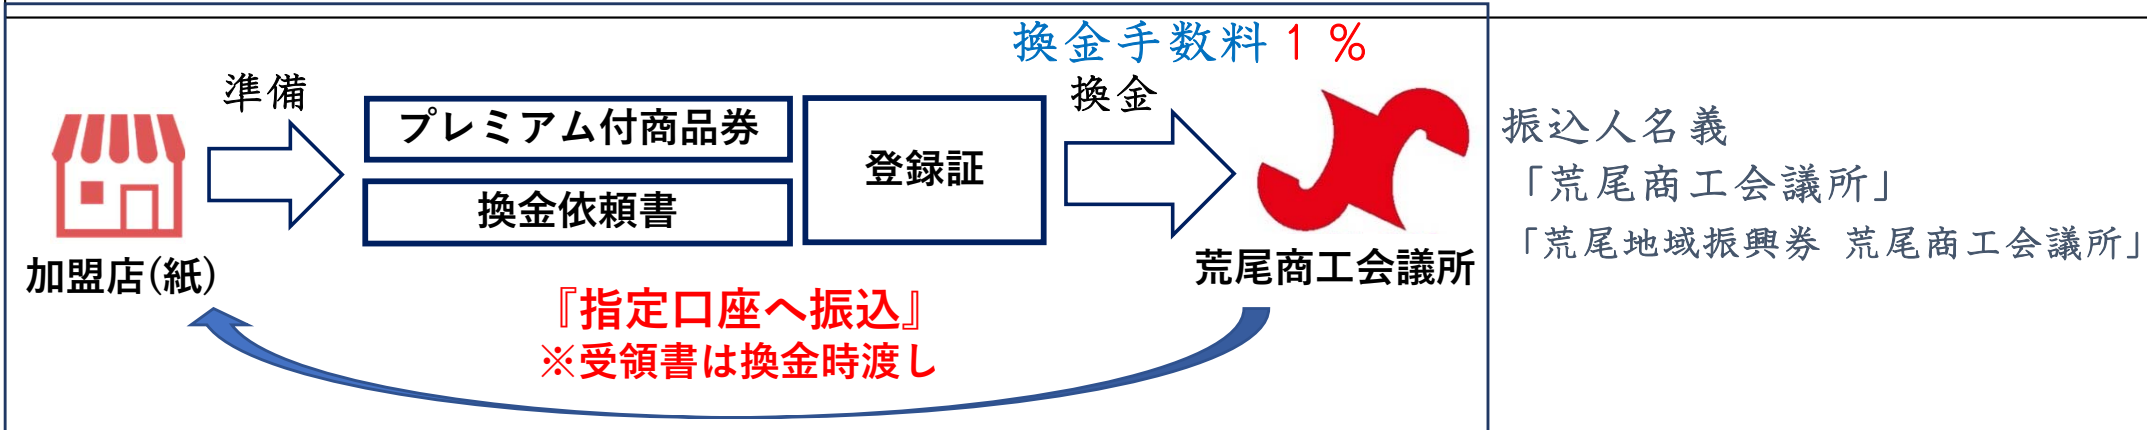 換金手数料1%
準備
プレミアム付商品券
換金依頼書
登録証
換金
加盟店(紙)
荒尾商工会議所
『指定口座へ振込』
※受領書は換金時渡し
振込人名義
「荒尾商工会議所」
「荒尾地域振興券 荒尾商工会議所」